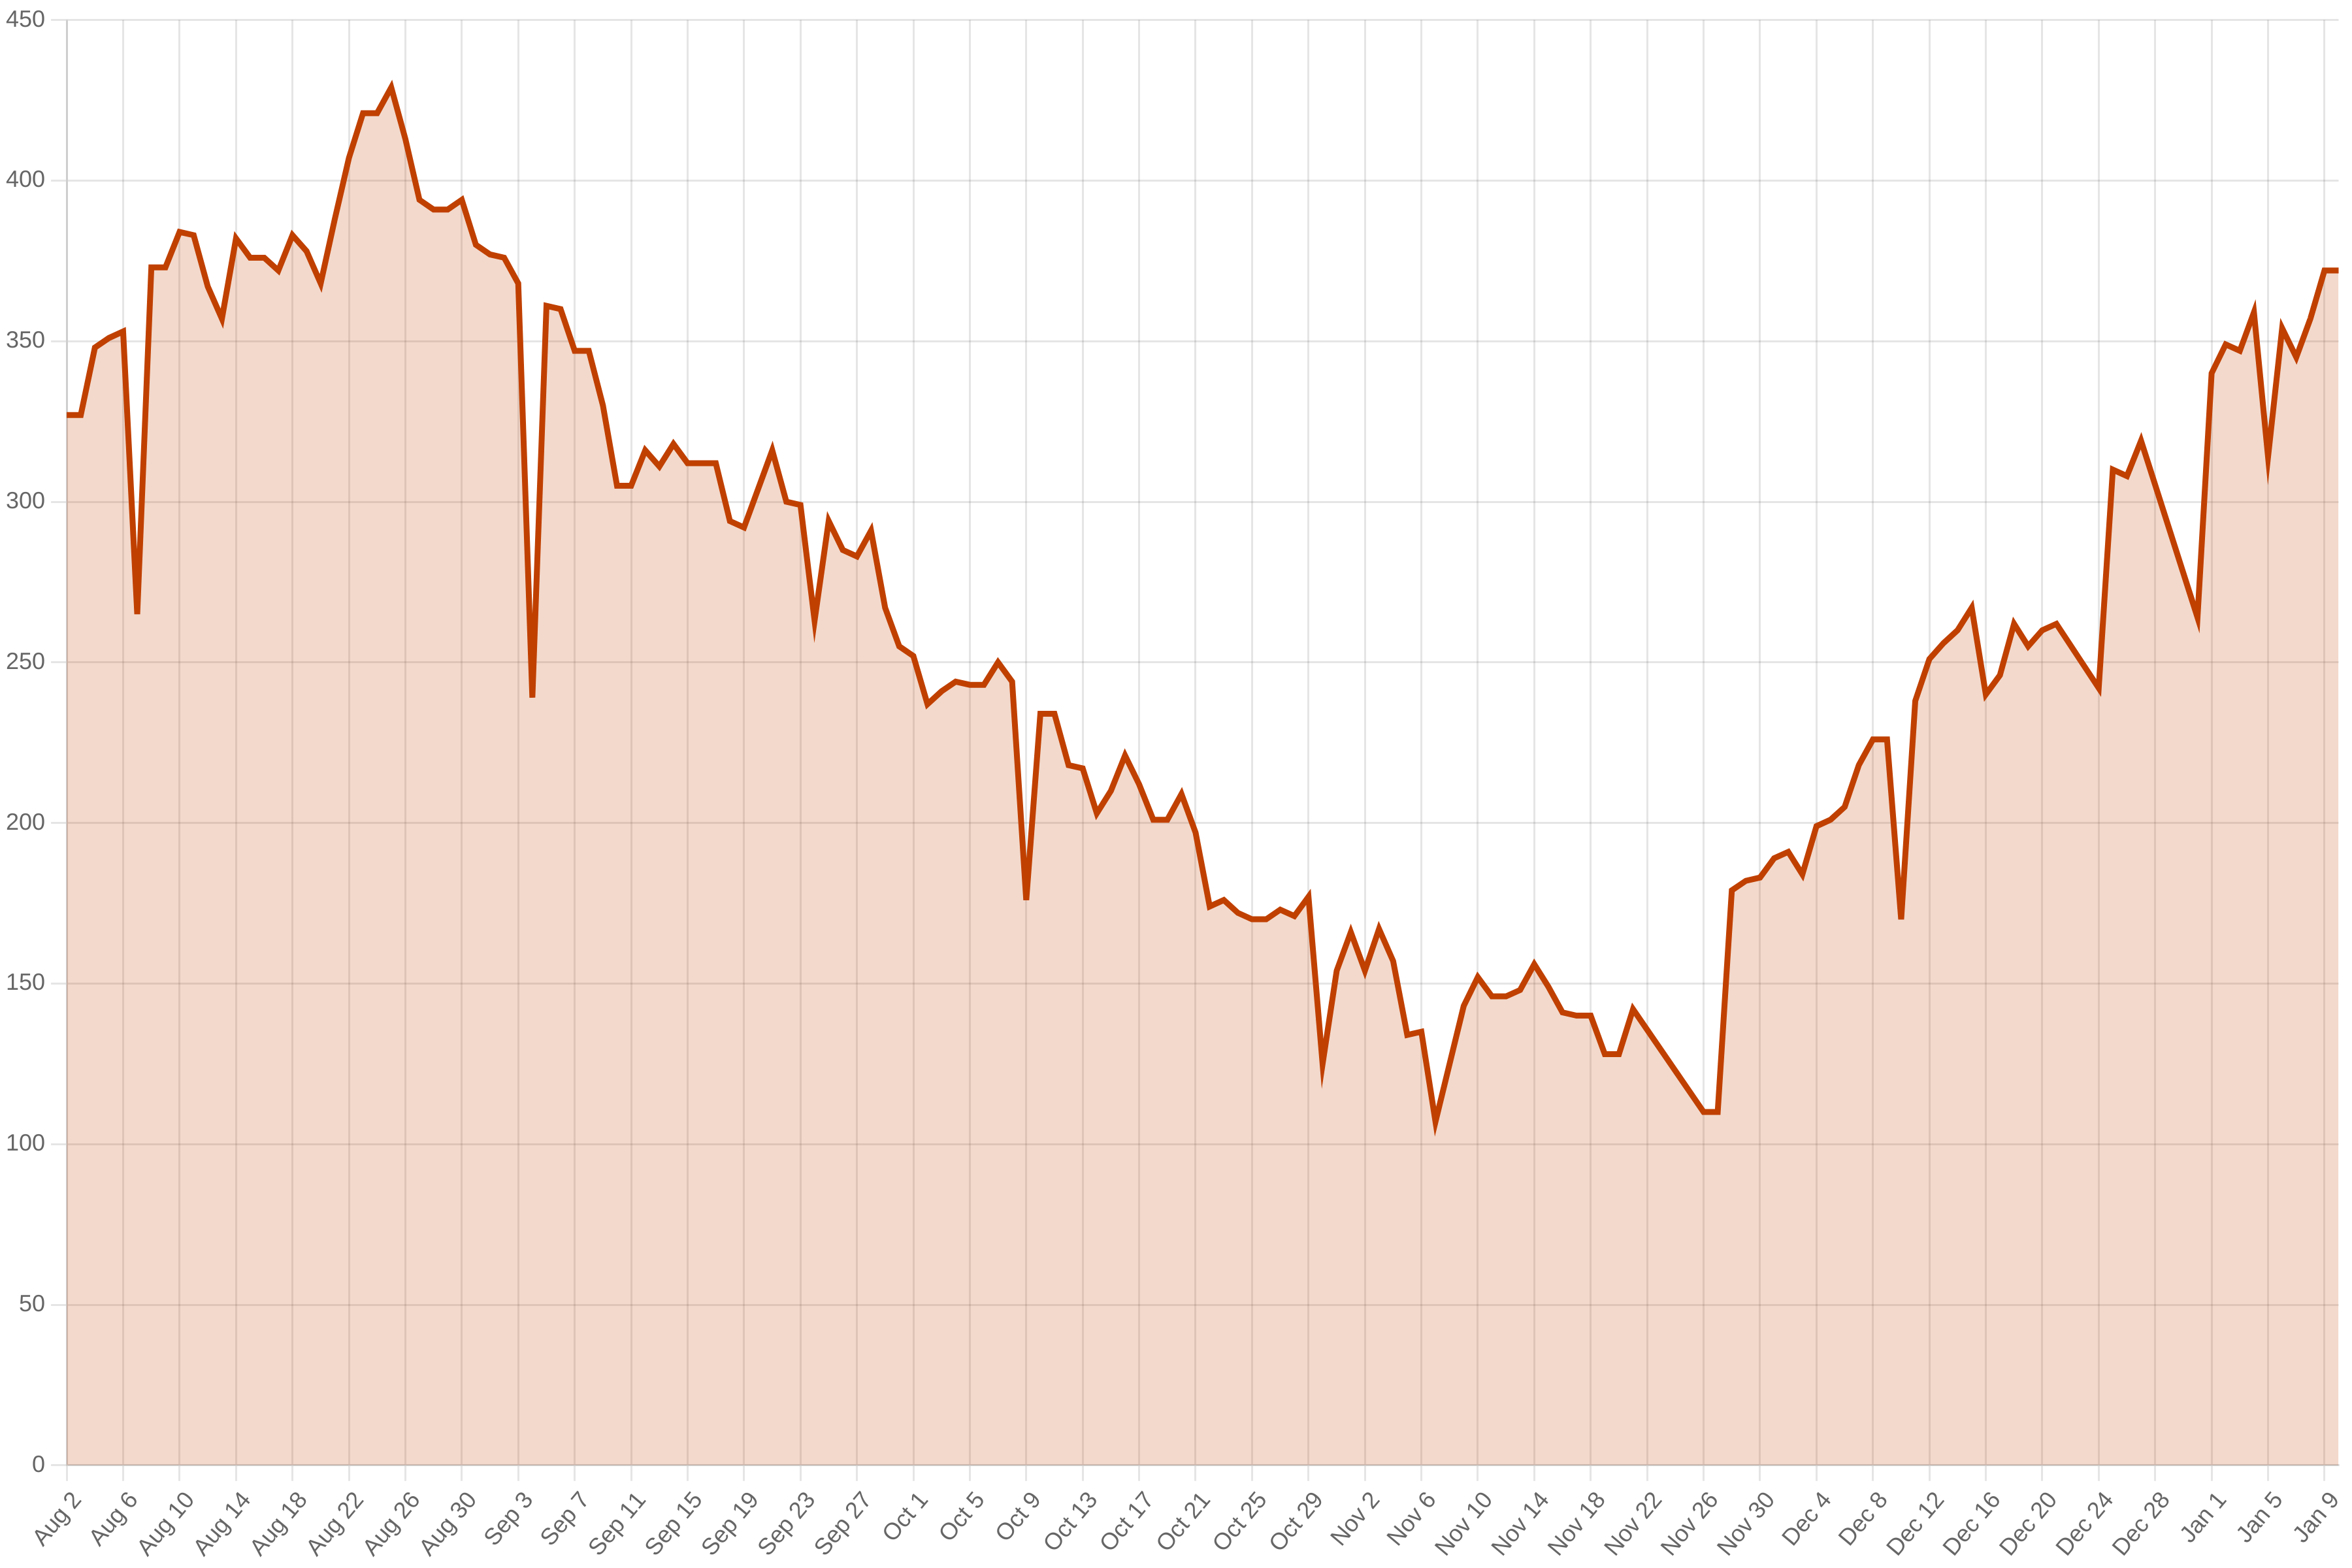 450
400
350
300
250
200
150
100
50
0
Aug 2
Aug 6
Aug 10
Aug 14
Aug 18
Aug 22
Aug 26
Aug 30
Sep 3
Sep 7
Sep 11
Sep 15
Sep 19
Sep 23
Sep 27
Oct 1
Oct 5
Oct 9
Oct 13
Oct 17
Oct 21
Oct 25
Oct 29
Nov 2
Nov 6
Nov 10
Nov 14
Nov 18
Nov 22
Nov 26
Nov 30
Dec 4
Dec 8
Dec 12
Dec 16
Dec 20
Dec 24
Dec 28
Jan 1
Jan 5
Jan 9